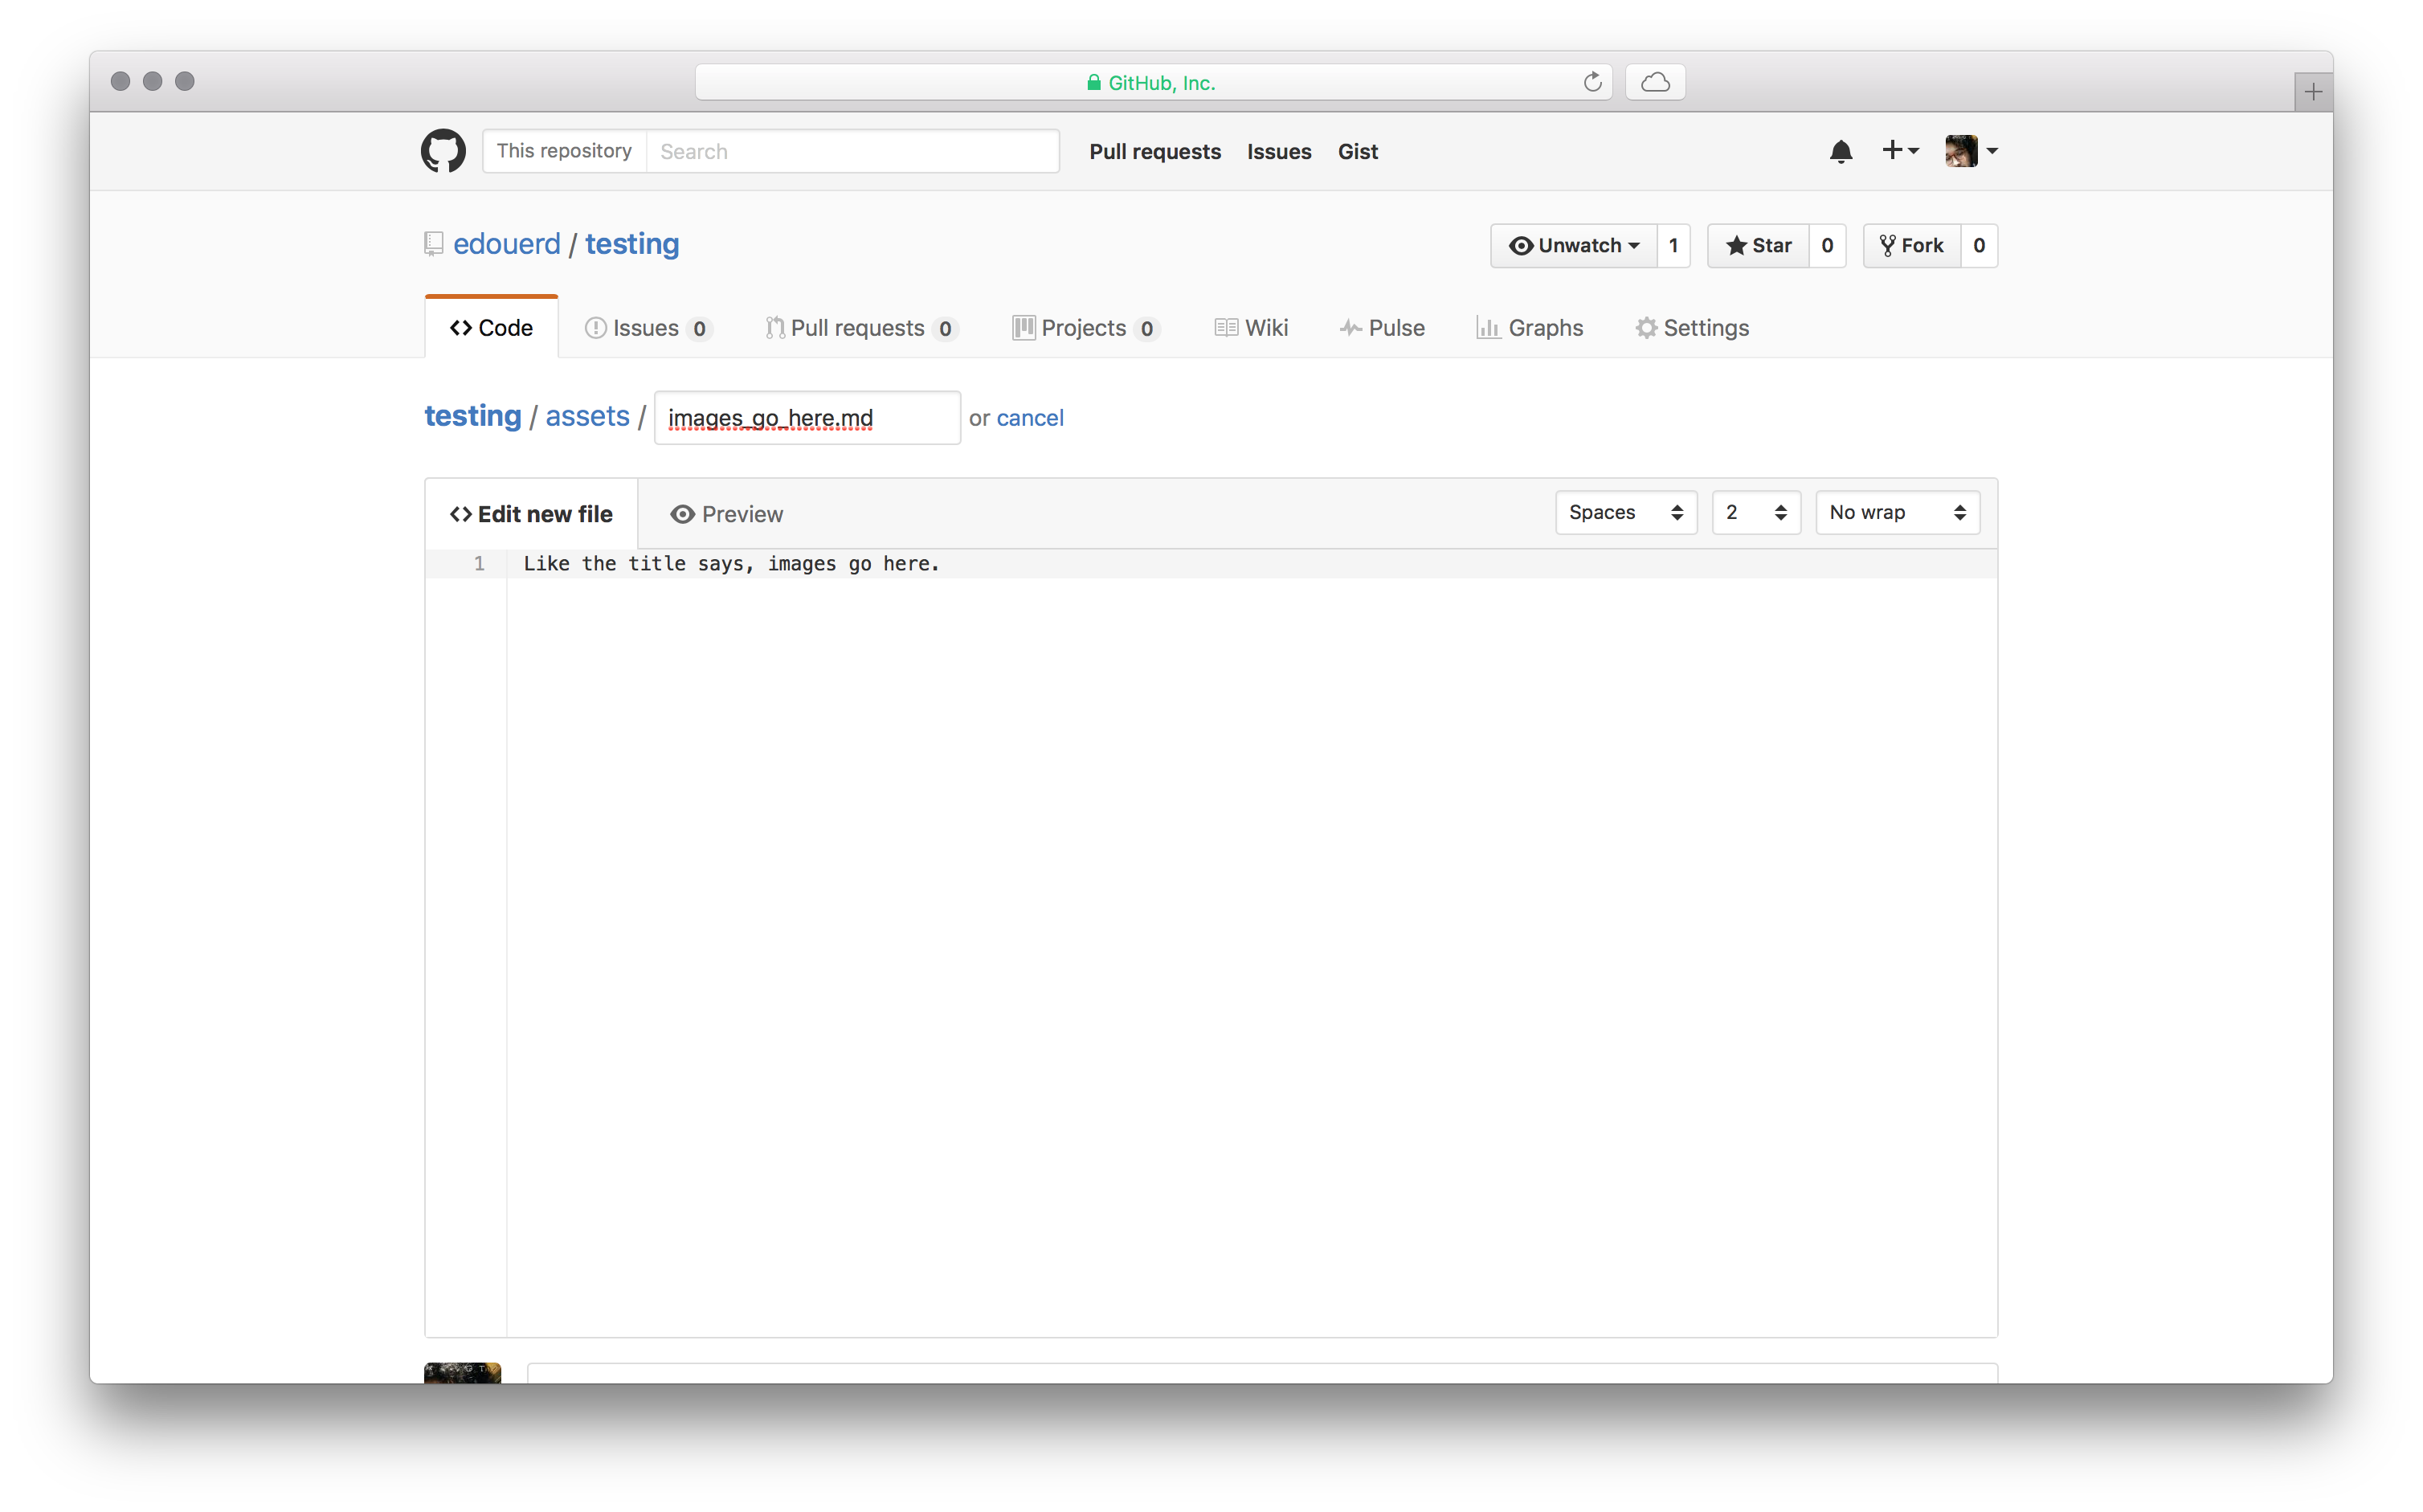 GitHub, Inc.
This repository Search Pull requests Issues Gist
edouerd / testing Unwatch 1 Star 0 Fork 0
Code Issues 0 Pull requests 0 Projects 0 Wiki Pulse Graphs Settings
testing / assets / images_go_here.md or cancel
Edit new file Preview Spaces 2 No wrap
1 Like the title says, images go here.